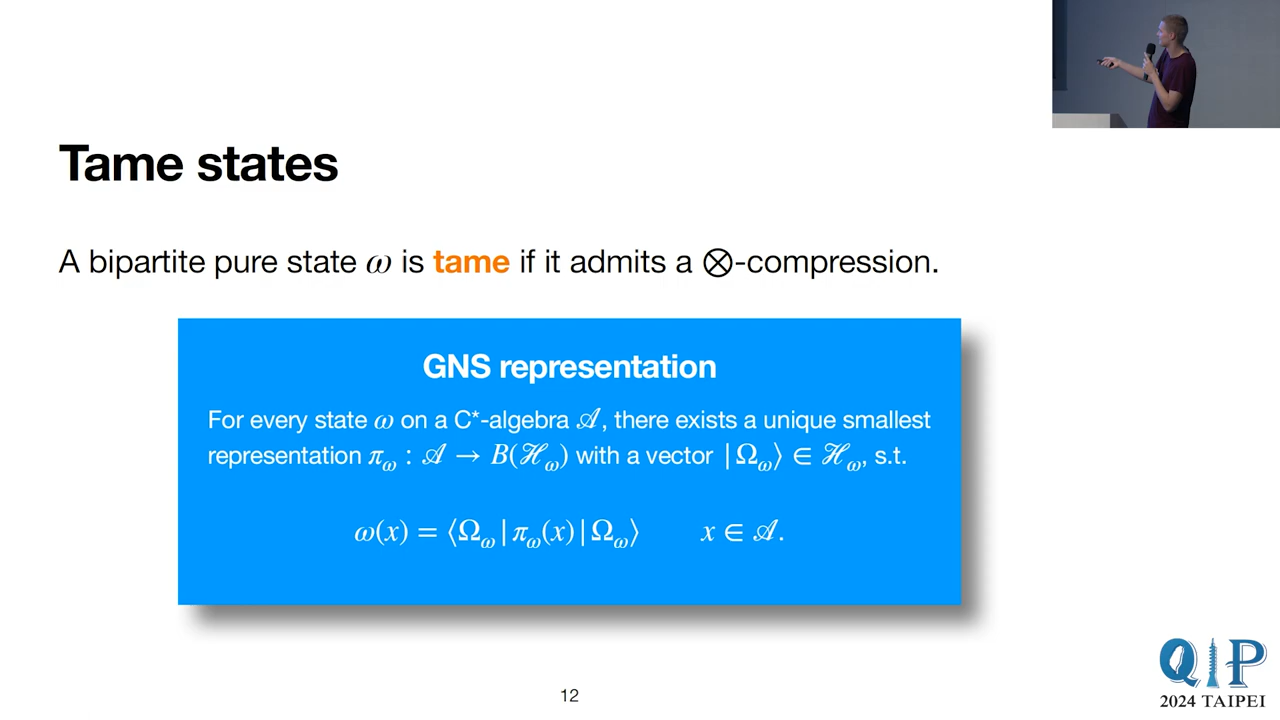 Tame states
A bipartite pure state ω is tame if it admits a ⊗-compression.
GNS representation
For every state ω on a C*-algebra 𝒜, there exists a unique smallest
representation π_ω : 𝒜 → B(ℋ_ω) with a vector |Ω_ω⟩ ∈ ℋ_ω, s.t.
ω(x) = ⟨Ω_ω|π_ω(x)|Ω_ω⟩ x ∈ 𝒜.
12
QIP
2024 TAIPEI